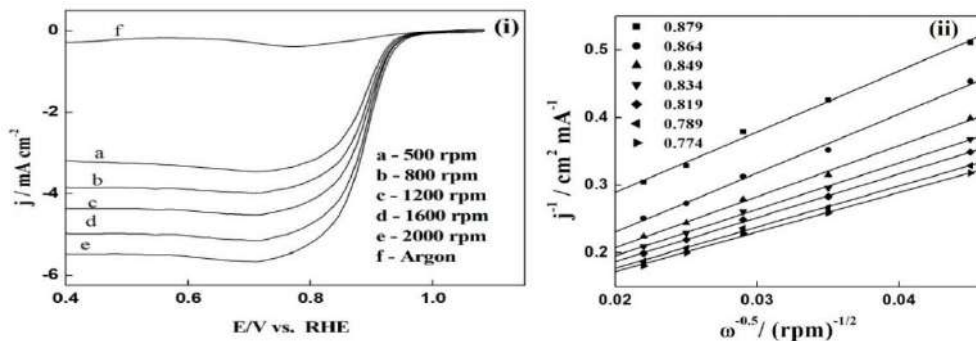 (i)
0
-2
-4
-6
j / mA cm⁻²
f
a
b
c
d
e
a - 500 rpm
b - 800 rpm
c - 1200 rpm
d - 1600 rpm
e - 2000 rpm
f - Argon
0.4 0.6 0.8 1.0
E/V vs. RHE
(ii)
0.879
0.864
0.849
0.834
0.819
0.789
0.774
0.5
0.4
0.3
0.2
j⁻¹ / cm² mA⁻¹
0.02 0.03 0.04
ω⁻⁰·⁵/ (rpm)⁻¹ᐟ²